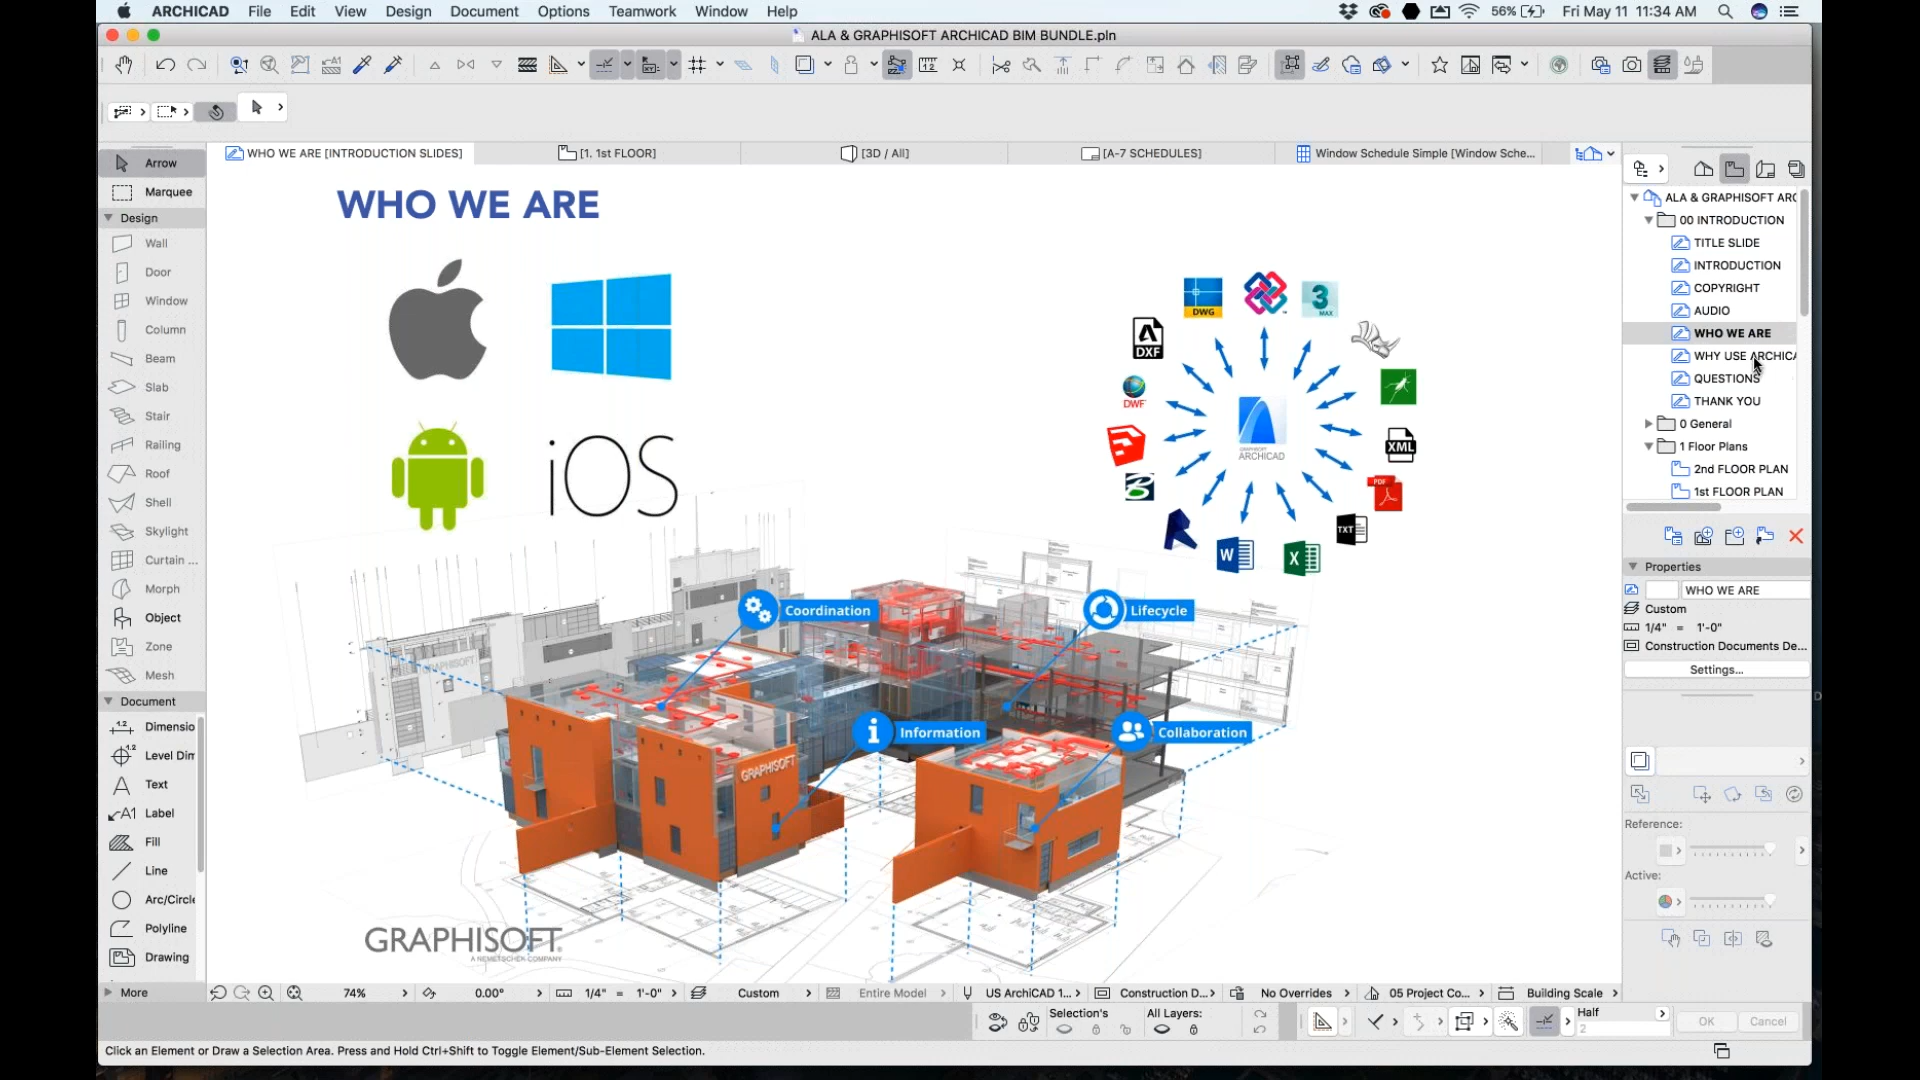 ARCHICAD File Edit View Design Document Options Teamwork Window Help 56% Fri May 11 11:34 AM
ALA & GRAPHISOFT ARCHICAD BIM BUNDLE.pln
WHO WE ARE [INTRODUCTION SLIDES] [1. 1st FLOOR] [3D / All] [A-7 SCHEDULES] Window Schedule Simple [Window Sche...
Arrow
Marquee
Design
Wall
Door
Window
Column
Beam
Slab
Stair
Railing
Roof
Shell
Skylight
Curtain ...
Morph
Object
Zone
Mesh
Document
Dimensio
Level Dim
Text
Label
Fill
Line
Arc/Circle
Polyline
Drawing
More
WHO WE ARE
iOS
DWG
3
MAX
DXF
DWF
XML
PDF
TXT
W
X
GRAPHISOFT
ARCHICAD
Coordination
Lifecycle
Information
Collaboration
GRAPHISOFT
GRAPHISOFT
GRAPHISOFT
A NEMETSCHEK COMPANY
ALA & GRAPHISOFT ARC
00 INTRODUCTION
TITLE SLIDE
INTRODUCTION
COPYRIGHT
AUDIO
WHO WE ARE
WHY USE ARCHICA
QUESTIONS
THANK YOU
0 General
1 Floor Plans
2nd FLOOR PLAN
1st FLOOR PLAN
Properties
WHO WE ARE
Custom
1/4" = 1'-0"
Construction Documents De...
Settings...
Reference:
Active:
74% 0.00° 1/4" = 1'-0" Custom Entire Model US ArchiCAD 1... Construction D... No Overrides 05 Project Co... Building Scale
Selection's All Layers: Half
2
OK Cancel
Click an Element or Draw a Selection Area. Press and Hold Ctrl+Shift to Toggle Element/Sub-Element Selection.